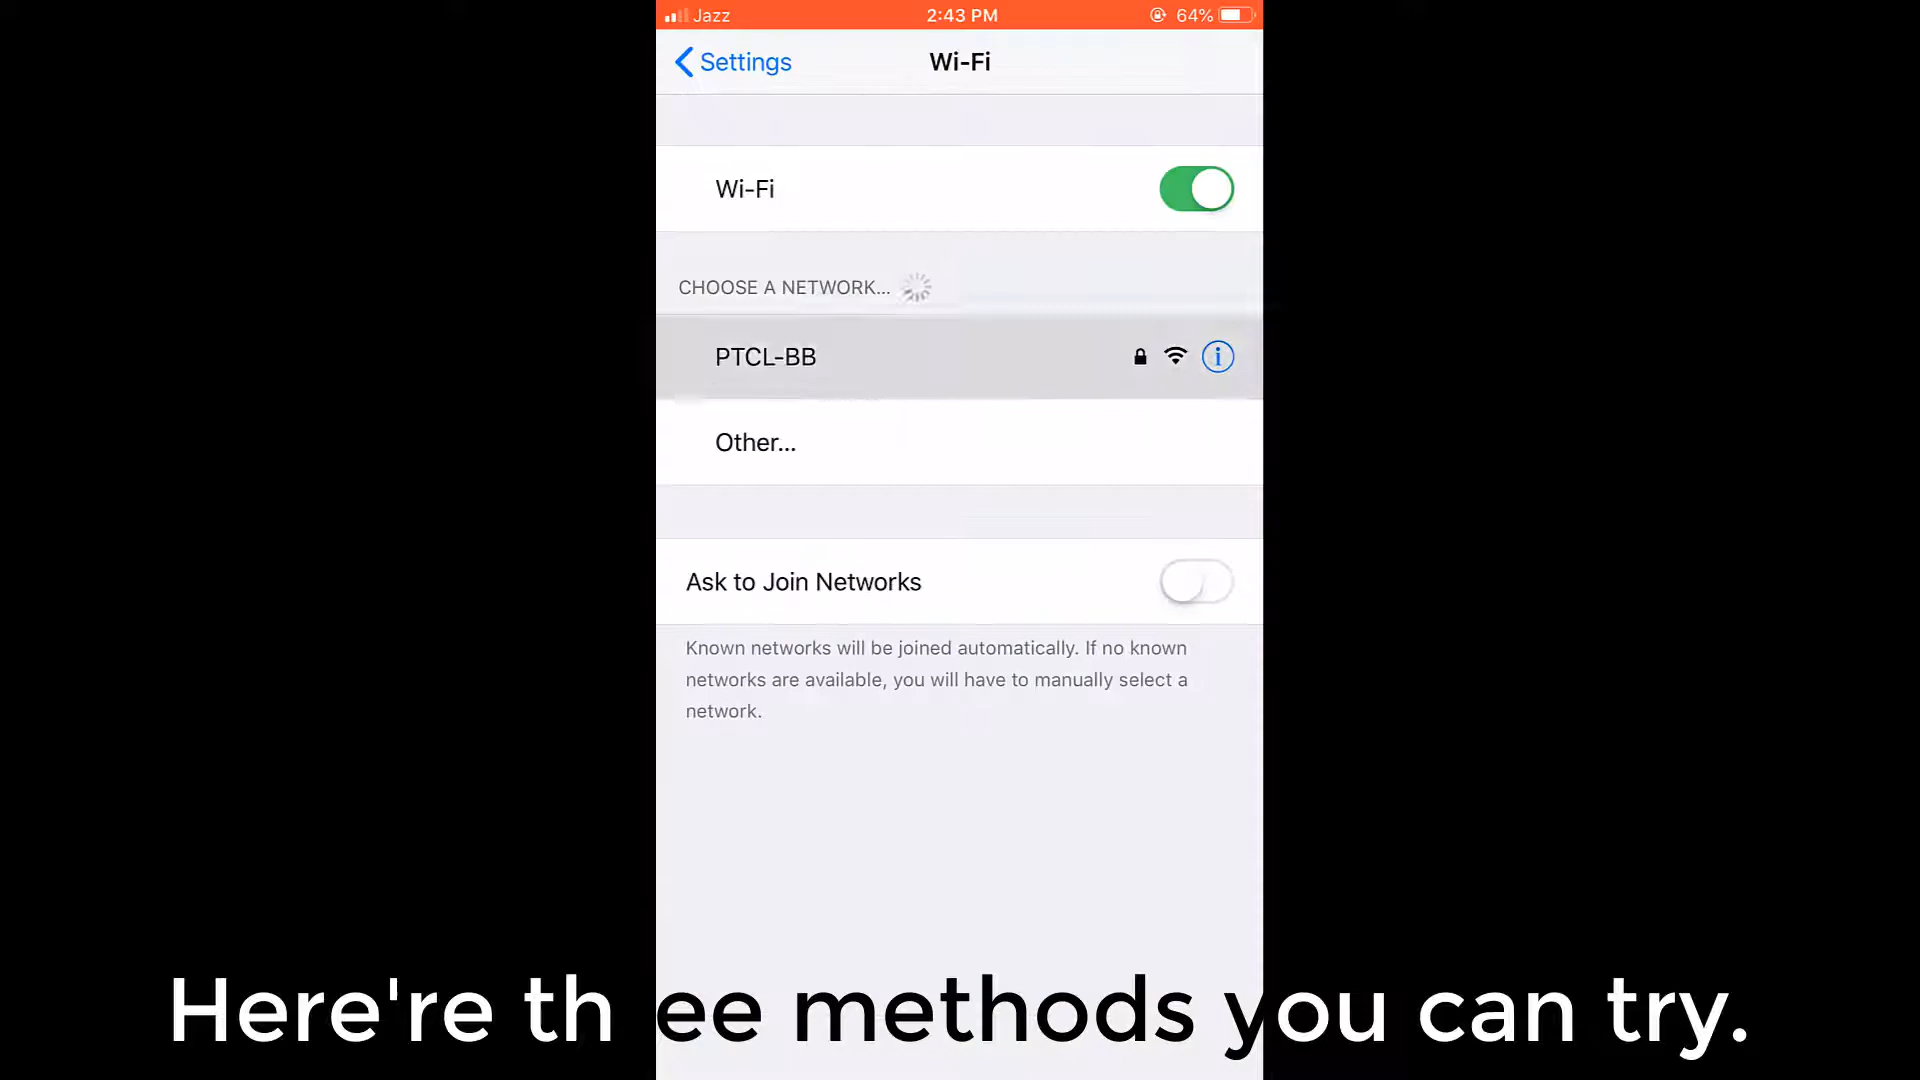 Jazz 2:43 PM 64%
Settings Wi-Fi
Wi-Fi
CHOOSE A NETWORK...
PTCL-BB
Other...
Ask to Join Networks
Known networks will be joined automatically. If no known
networks are available, you will have to manually select a
network.
Here're three methods you can try.